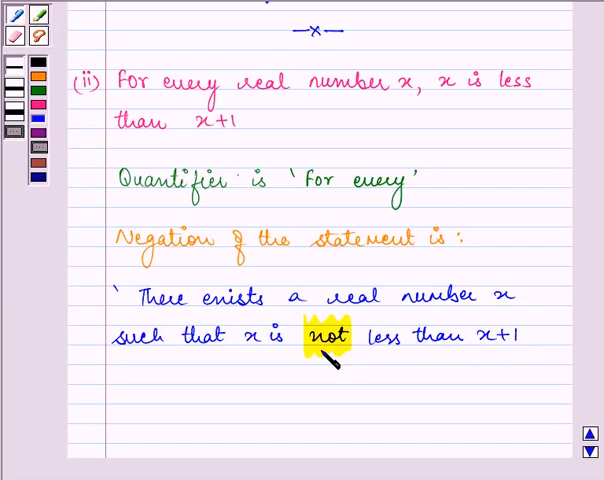 —x—
(ii) For every real number x, x is less
than x+1
Quantifier is 'For every'
Negation of the statement is :
' There exists a real number x
such that x is not less than x+1